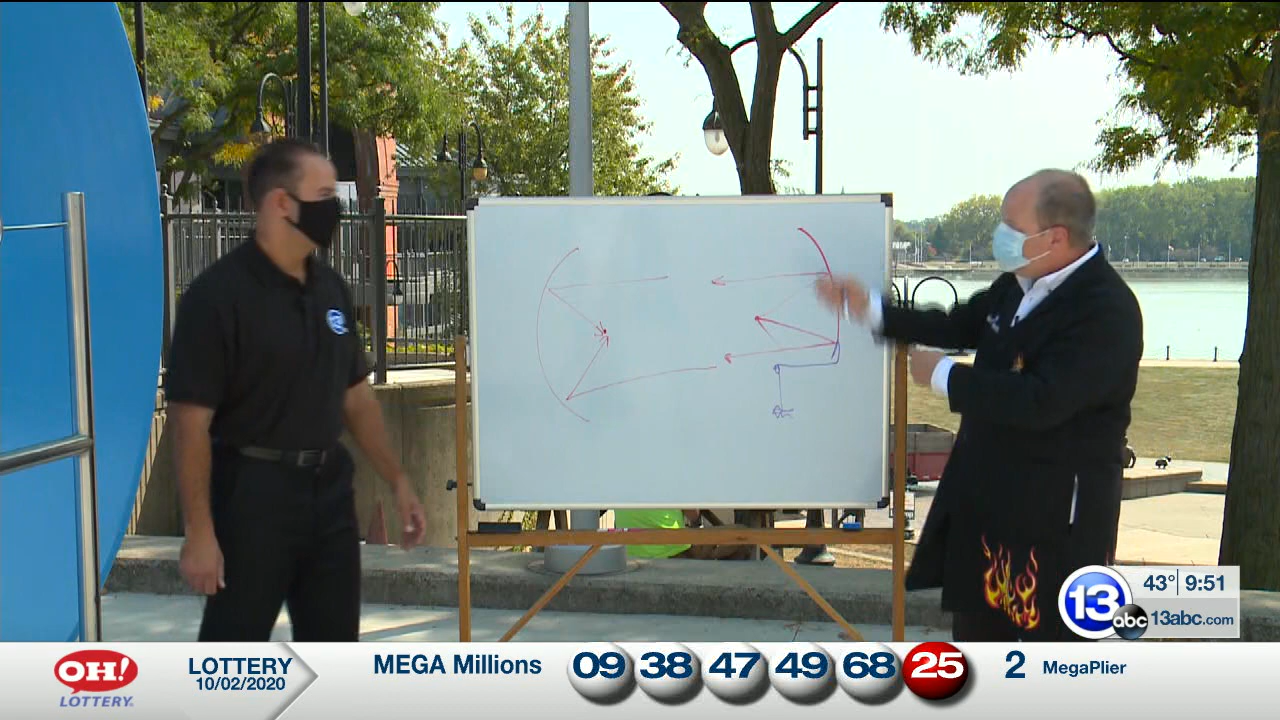 13
43° 9:51
13 abc 13abc.com
OH!
LOTTERY
LOTTERY
10/02/2020
MEGA Millions 09 38 47 49 68 25 2 MegaPlier